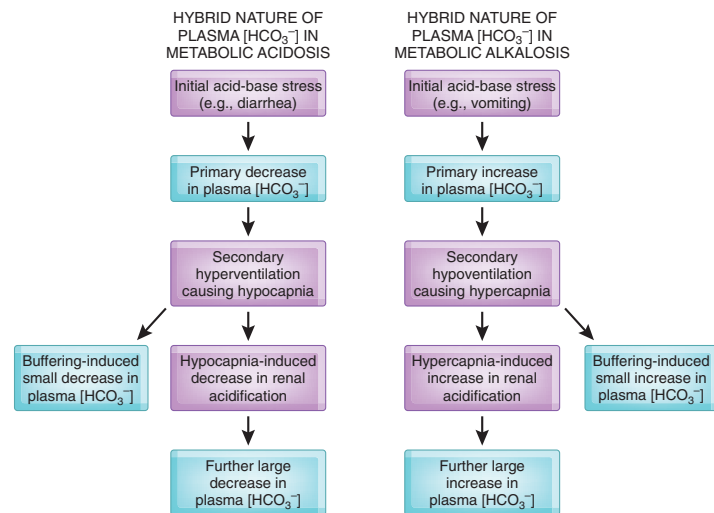 HYBRID NATURE OF
PLASMA [HCO₃⁻] IN
METABOLIC ACIDOSIS
Initial acid-base stress
(e.g., diarrhea)
Primary decrease
in plasma [HCO₃⁻]
Secondary
hyperventilation
causing hypocapnia
Buffering-induced
small decrease in
plasma [HCO₃⁻]
Hypocapnia-induced
decrease in renal
acidification
Further large
decrease in
plasma [HCO₃⁻]
HYBRID NATURE OF
PLASMA [HCO₃⁻] IN
METABOLIC ALKALOSIS
Initial acid-base stress
(e.g., vomiting)
Primary increase
in plasma [HCO₃⁻]
Secondary
hypoventilation
causing hypercapnia
Hypercapnia-induced
increase in renal
acidification
Buffering-induced
small increase in
plasma [HCO₃⁻]
Further large
increase in
plasma [HCO₃⁻]